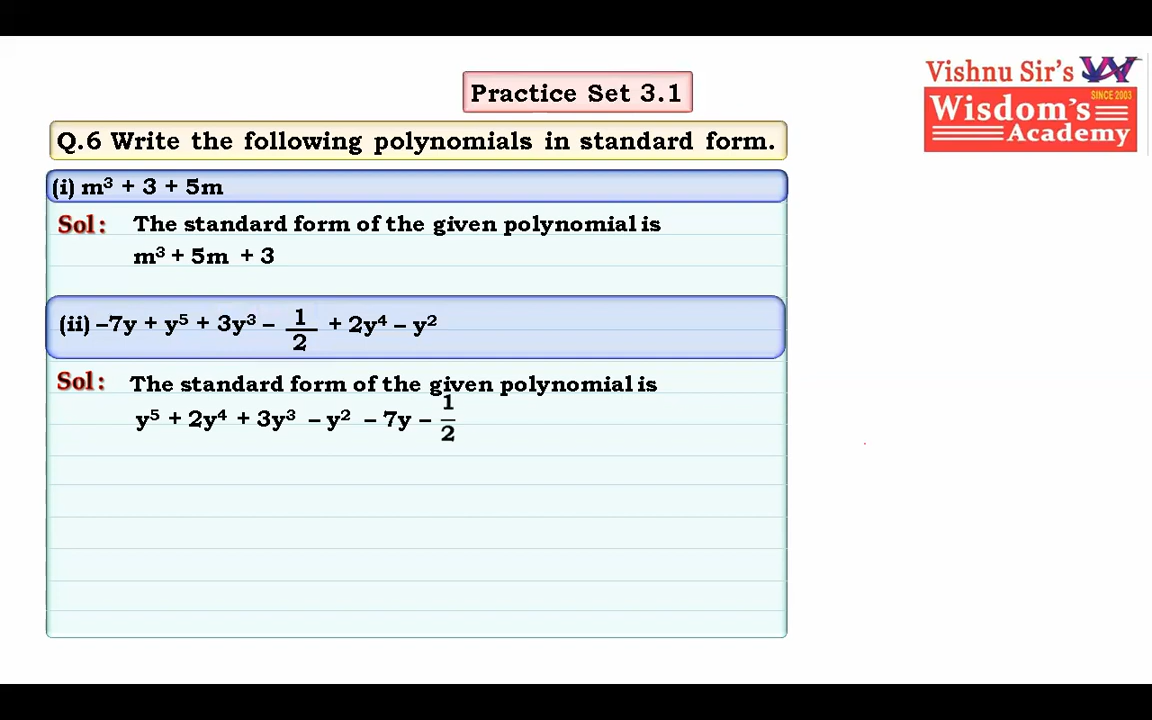 Practice Set 3.1
Vishnu Sir's
SINCE 2003
Wisdom's
Academy
Q.6 Write the following polynomials in standard form.
(i) m³ + 3 + 5m
Sol: The standard form of the given polynomial is
m³ + 5m + 3
(ii) –7y + y⁵ + 3y³ – 1/2 + 2y⁴ – y²
Sol: The standard form of the given polynomial is
y⁵ + 2y⁴ + 3y³ – y² – 7y – 1/2